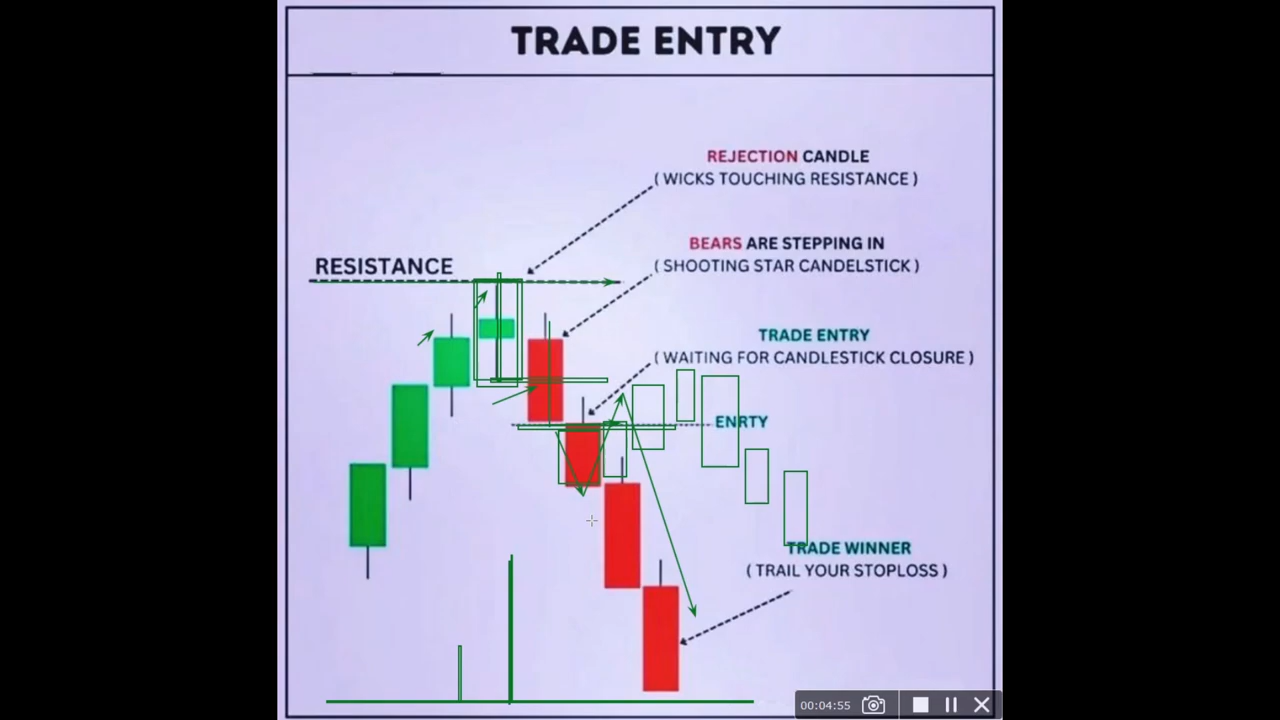 TRADE ENTRY
REJECTION CANDLE
( WICKS TOUCHING RESISTANCE )
BEARS ARE STEPPING IN
( SHOOTING STAR CANDELSTICK )
RESISTANCE
TRADE ENTRY
( WAITING FOR CANDLESTICK CLOSURE )
ENRTY
TRADE WINNER
( TRAIL YOUR STOPLOSS )
00:04:55